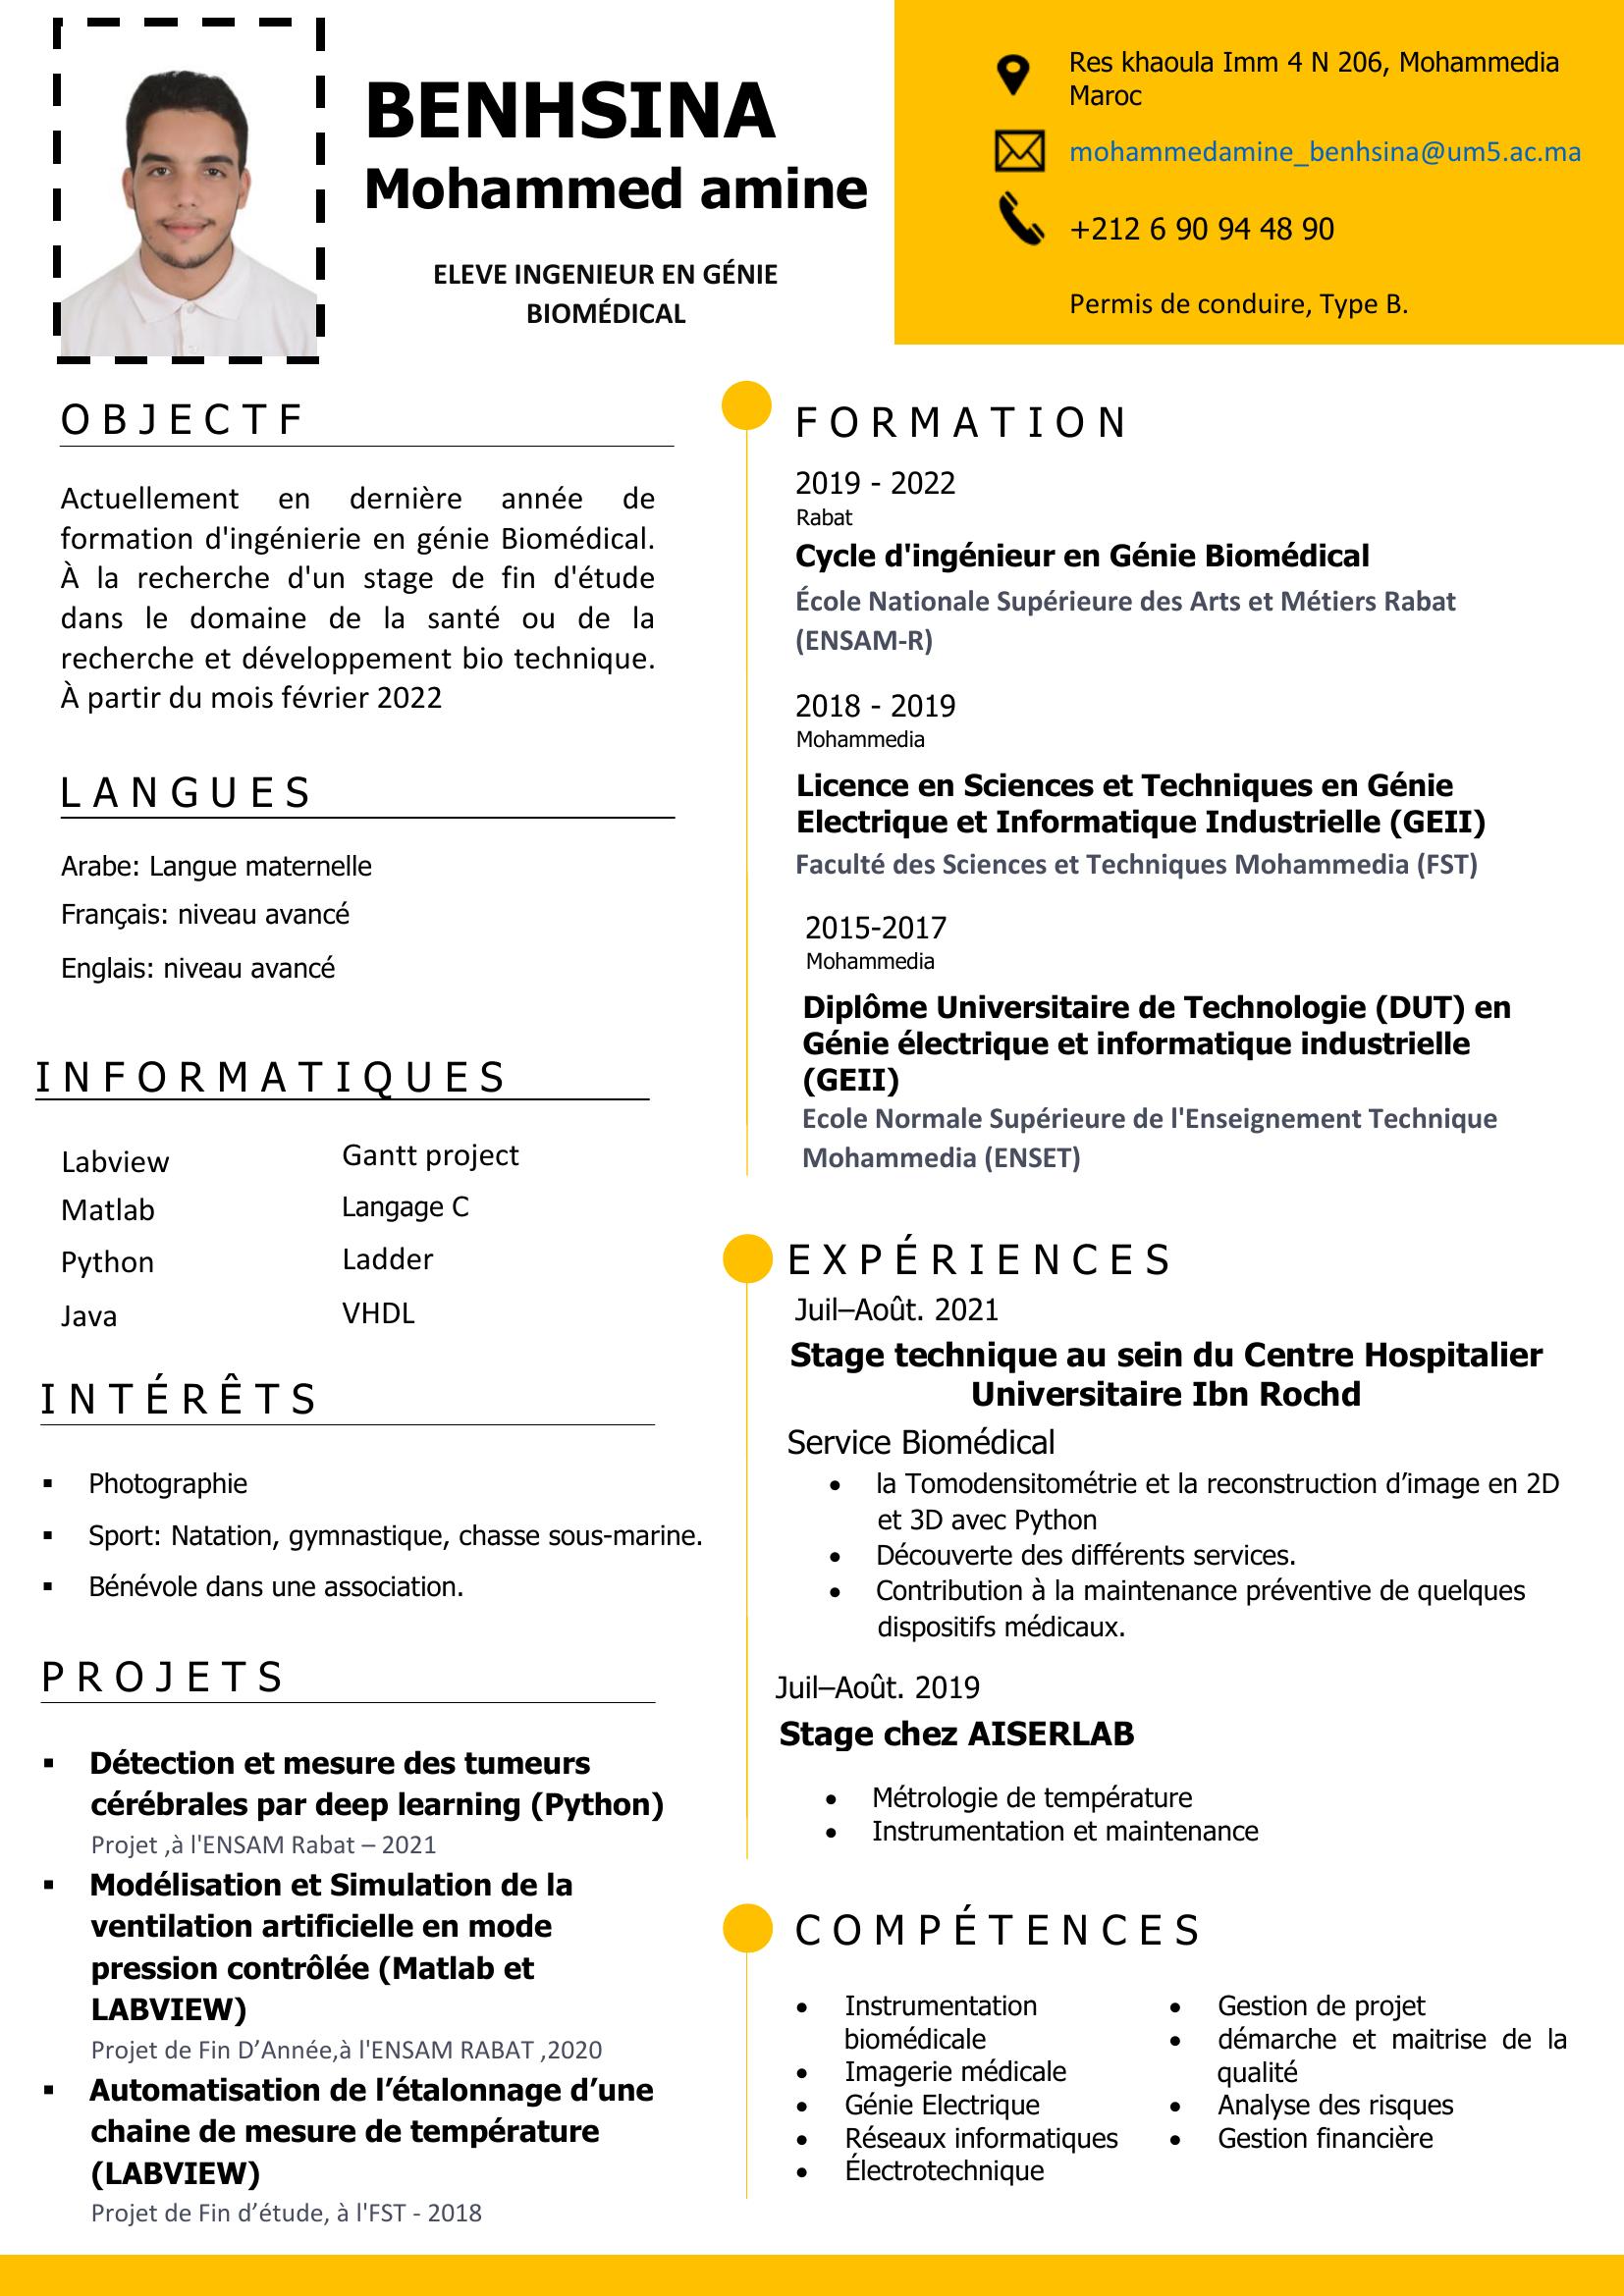 BENHSINA
Mohammed amine
ELEVE INGENIEUR EN GÉNIE
BIOMÉDICAL
Res khaoula Imm 4 N 206, Mohammedia
Maroc
mohammedamine_benhsina@um5.ac.ma
+212 6 90 94 48 90
Permis de conduire, Type B.
OBJECTF
Actuellement en dernière année de
formation d'ingénierie en génie Biomédical.
À la recherche d'un stage de fin d'étude
dans le domaine de la santé ou de la
recherche et développement bio technique.
À partir du mois février 2022
LANGUES
Arabe: Langue maternelle
Français: niveau avancé
Englais: niveau avancé
INFORMATIQUES
Labview
Matlab
Python
Java
Gantt project
Langage C
Ladder
VHDL
INTÉRÊTS
▪ Photographie
▪ Sport: Natation, gymnastique, chasse sous-marine.
▪ Bénévole dans une association.
PROJETS
▪ Détection et mesure des tumeurs
cérébrales par deep learning (Python)
Projet ,à l'ENSAM Rabat – 2021
▪ Modélisation et Simulation de la
ventilation artificielle en mode
pression contrôlée (Matlab et
LABVIEW)
Projet de Fin D’Année,à l'ENSAM RABAT ,2020
▪ Automatisation de l’étalonnage d’une
chaine de mesure de température
(LABVIEW)
Projet de Fin d’étude, à l'FST - 2018
FORMATION
2019 - 2022
Rabat
Cycle d'ingénieur en Génie Biomédical
École Nationale Supérieure des Arts et Métiers Rabat
(ENSAM-R)
2018 - 2019
Mohammedia
Licence en Sciences et Techniques en Génie
Electrique et Informatique Industrielle (GEII)
Faculté des Sciences et Techniques Mohammedia (FST)
2015-2017
Mohammedia
Diplôme Universitaire de Technologie (DUT) en
Génie électrique et informatique industrielle
(GEII)
Ecole Normale Supérieure de l'Enseignement Technique
Mohammedia (ENSET)
EXPÉRIENCES
Juil–Août. 2021
Stage technique au sein du Centre Hospitalier
Universitaire Ibn Rochd
Service Biomédical
• la Tomodensitométrie et la reconstruction d’image en 2D
et 3D avec Python
• Découverte des différents services.
• Contribution à la maintenance préventive de quelques
dispositifs médicaux.
Juil–Août. 2019
Stage chez AISERLAB
• Métrologie de température
• Instrumentation et maintenance
COMPÉTENCES
• Instrumentation
biomédicale
• Imagerie médicale
• Génie Electrique
• Réseaux informatiques
• Électrotechnique
• Gestion de projet
• démarche et maitrise de la
qualité
• Analyse des risques
• Gestion financière